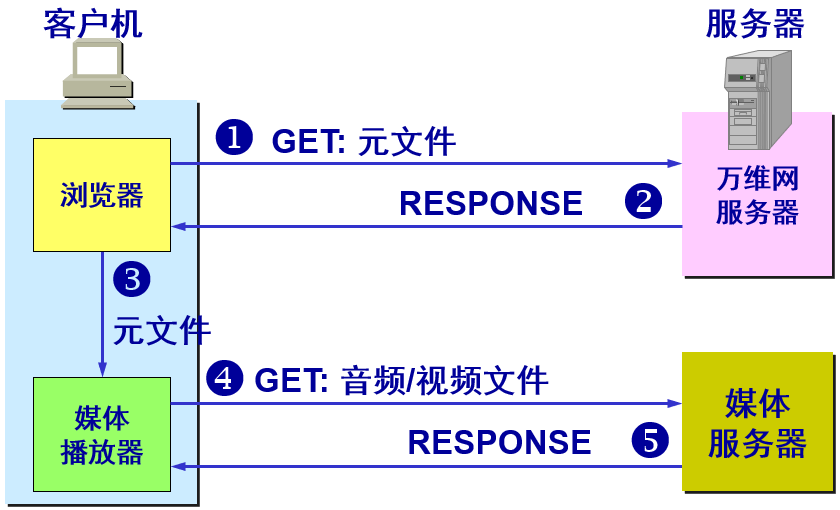 客户机
服务器
❶ GET: 元文件
浏览器
万维网
服务器
RESPONSE ❷
❸
元文件
❹ GET: 音频/视频文件
媒体
播放器
媒体
服务器
RESPONSE ❺